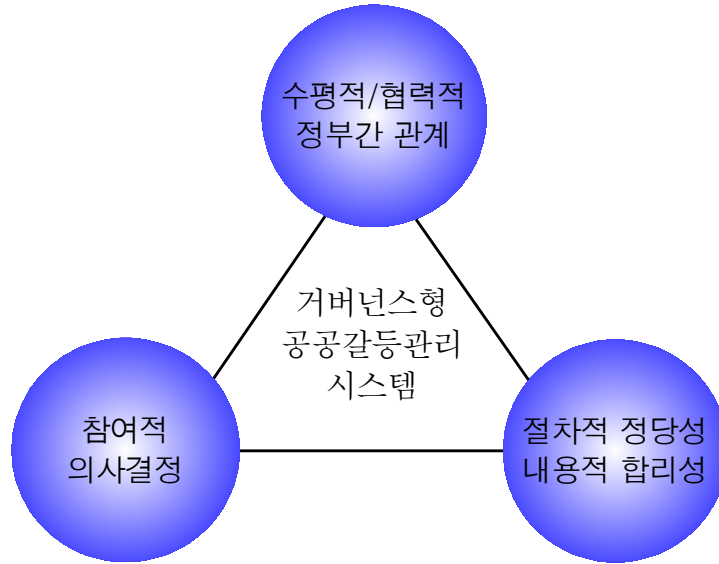 수평적/협력적
정부간 관계
거버넌스형
공공갈등관리
시스템
참여적
의사결정
절차적 정당성
내용적 합리성